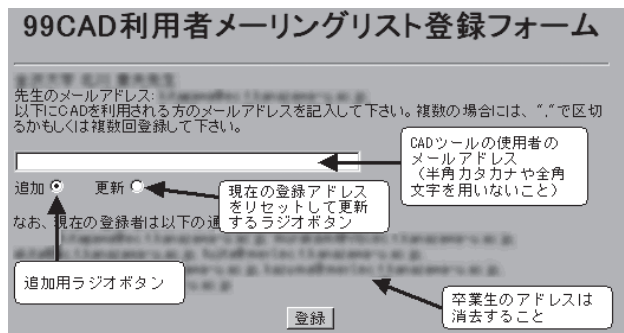 99CAD利用者メーリングリスト登録フォーム
先生のメールアドレス:
以下にCADを利用される方のメールアドレスを記入して下さい。複数の場合には、","で区切
るかもしくは複数回登録して下さい。
CADツールの使用者の
メールアドレス
(半角カタカナや全角
文字を用いないこと)
追加
更新
現在の登録アドレス
をリセットして更新
するラジオボタン
なお、現在の登録者は以下の通
追加用ラジオボタン
卒業生のアドレスは
消去すること
登録